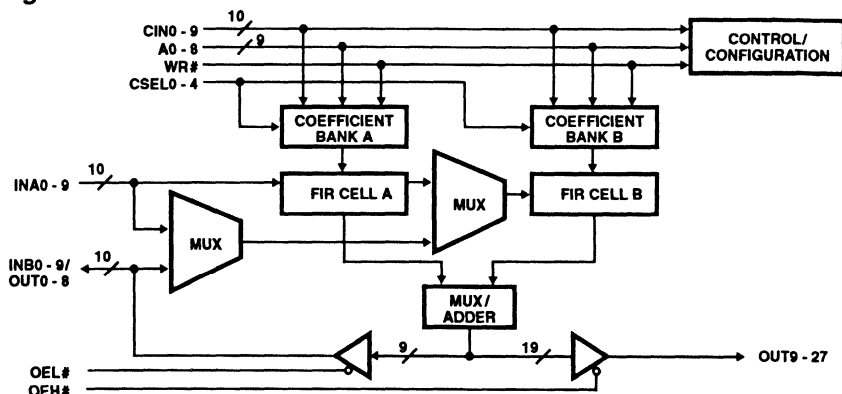 CIN0 - 9
10
A0 - 8
9
WR#
CSEL0 - 4
CONTROL/
CONFIGURATION
COEFFICIENT
BANK A
COEFFICIENT
BANK B
INA0 - 9
10
FIR CELL A
MUX
FIR CELL B
MUX
INB0 - 9/
OUT0 - 8
10
MUX/
ADDER
9
19
OUT9 - 27
OEL#
OEH#